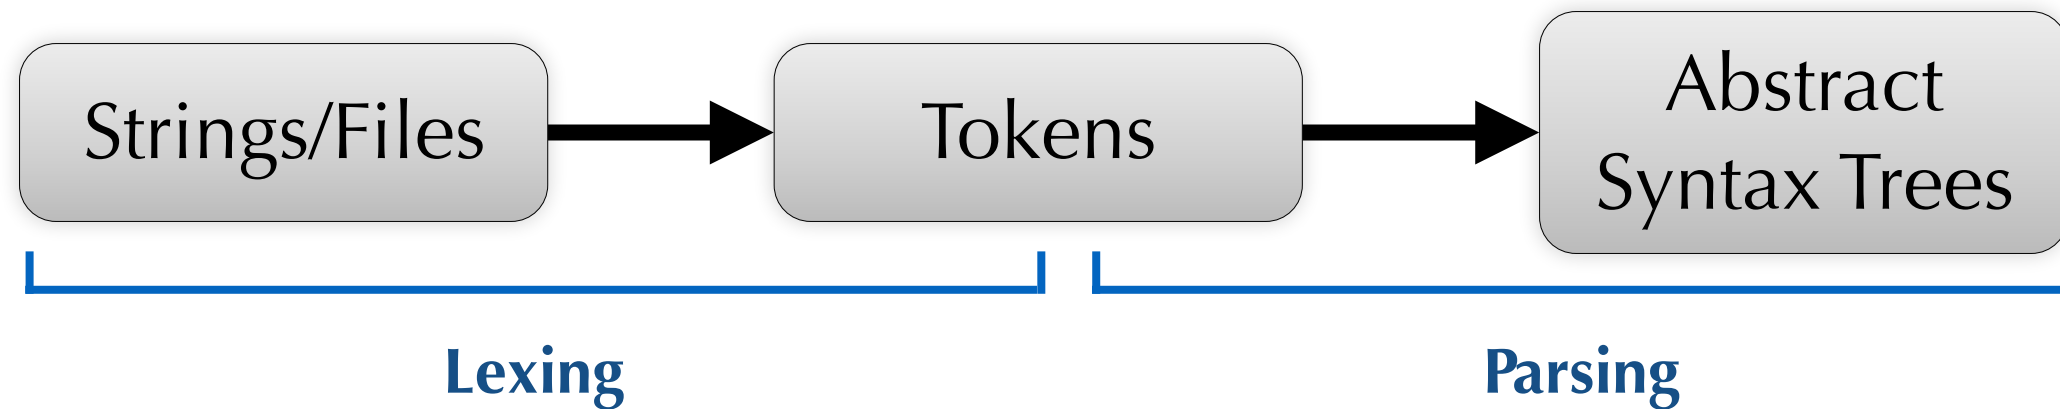 Strings/Files
Tokens
Abstract
Syntax Trees
Lexing
Parsing